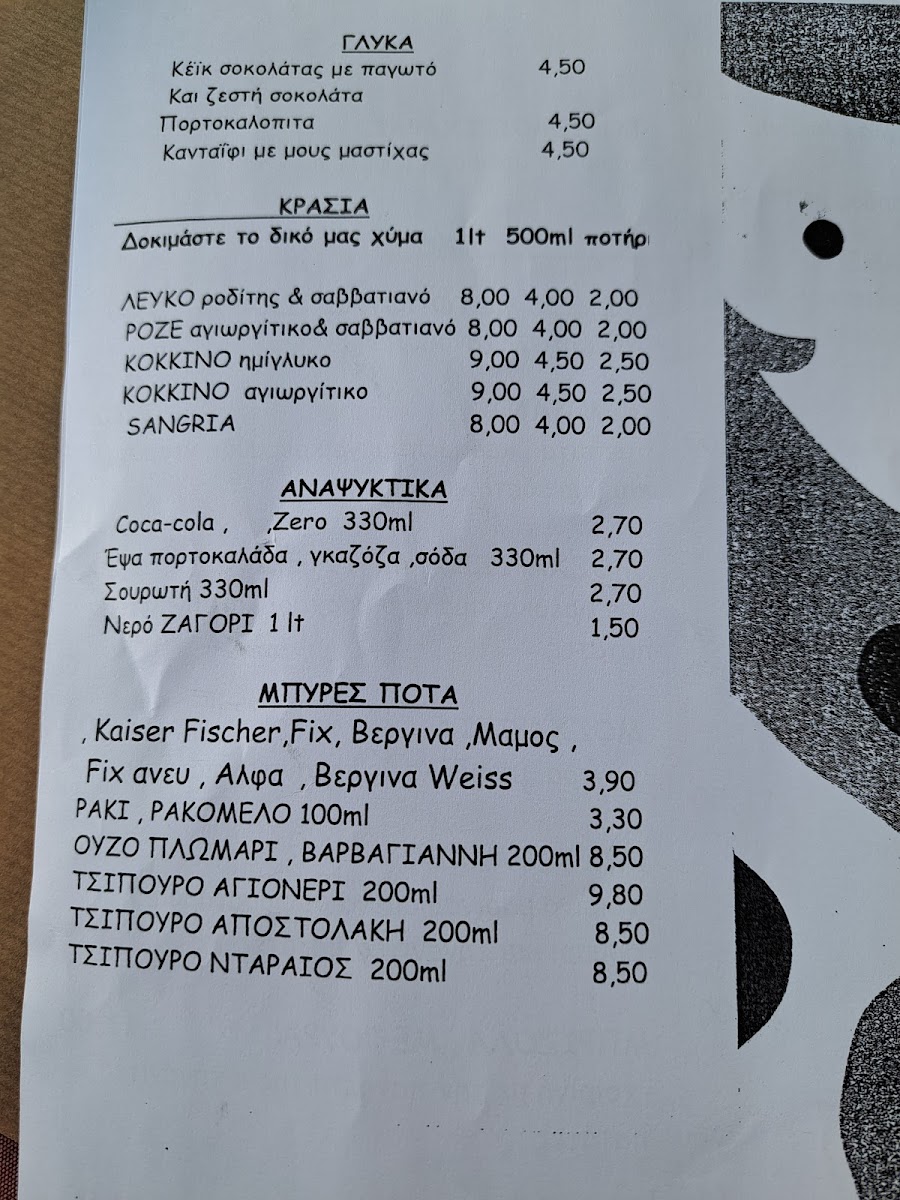 ΓΛΥΚΑ
Κέϊκ σοκολάτας με παγωτό 4,50
Και ζεστή σοκολάτα
Πορτοκαλοπιτα 4,50
Κανταΐφι με μους μαστίχας 4,50
ΚΡΑΣΙΑ
Δοκιμάστε το δικό μας χύμα 1lt 500ml ποτήρι
ΛΕΥΚΟ ροδίτης & σαββατιανό 8,00 4,00 2,00
ΡΟΖΕ αγιωργίτικο& σαββατιανό 8,00 4,00 2,00
ΚΟΚΚΙΝΟ ημίγλυκο 9,00 4,50 2,50
ΚΟΚΚΙΝΟ αγιωργίτικο 9,00 4,50 2,50
SANGRIA 8,00 4,00 2,00
ΑΝΑΨΥΚΤΙΚΑ
Coca-cola , ,Zero 330ml 2,70
Έψα πορτοκαλάδα , γκαζόζα ,σόδα 330ml 2,70
Σουρωτή 330ml 2,70
Νερό ΖΑΓΟΡΙ 1 lt 1,50
ΜΠΥΡΕΣ ΠΟΤΑ
, Kaiser Fischer,Fix, Βεργινα ,Μαμος ,
Fix ανευ , Αλφα , Βεργινα Weiss 3,90
ΡΑΚΙ , ΡΑΚΟΜΕΛΟ 100ml 3,30
ΟΥΖΟ ΠΛΩΜΑΡΙ , ΒΑΡΒΑΓΙΑΝΝΗ 200ml 8,50
ΤΣΙΠΟΥΡΟ ΑΓΙΟΝΕΡΙ 200ml 9,80
ΤΣΙΠΟΥΡΟ ΑΠΟΣΤΟΛΑΚΗ 200ml 8,50
ΤΣΙΠΟΥΡΟ ΝΤΑΡΑΙΟΣ 200ml 8,50